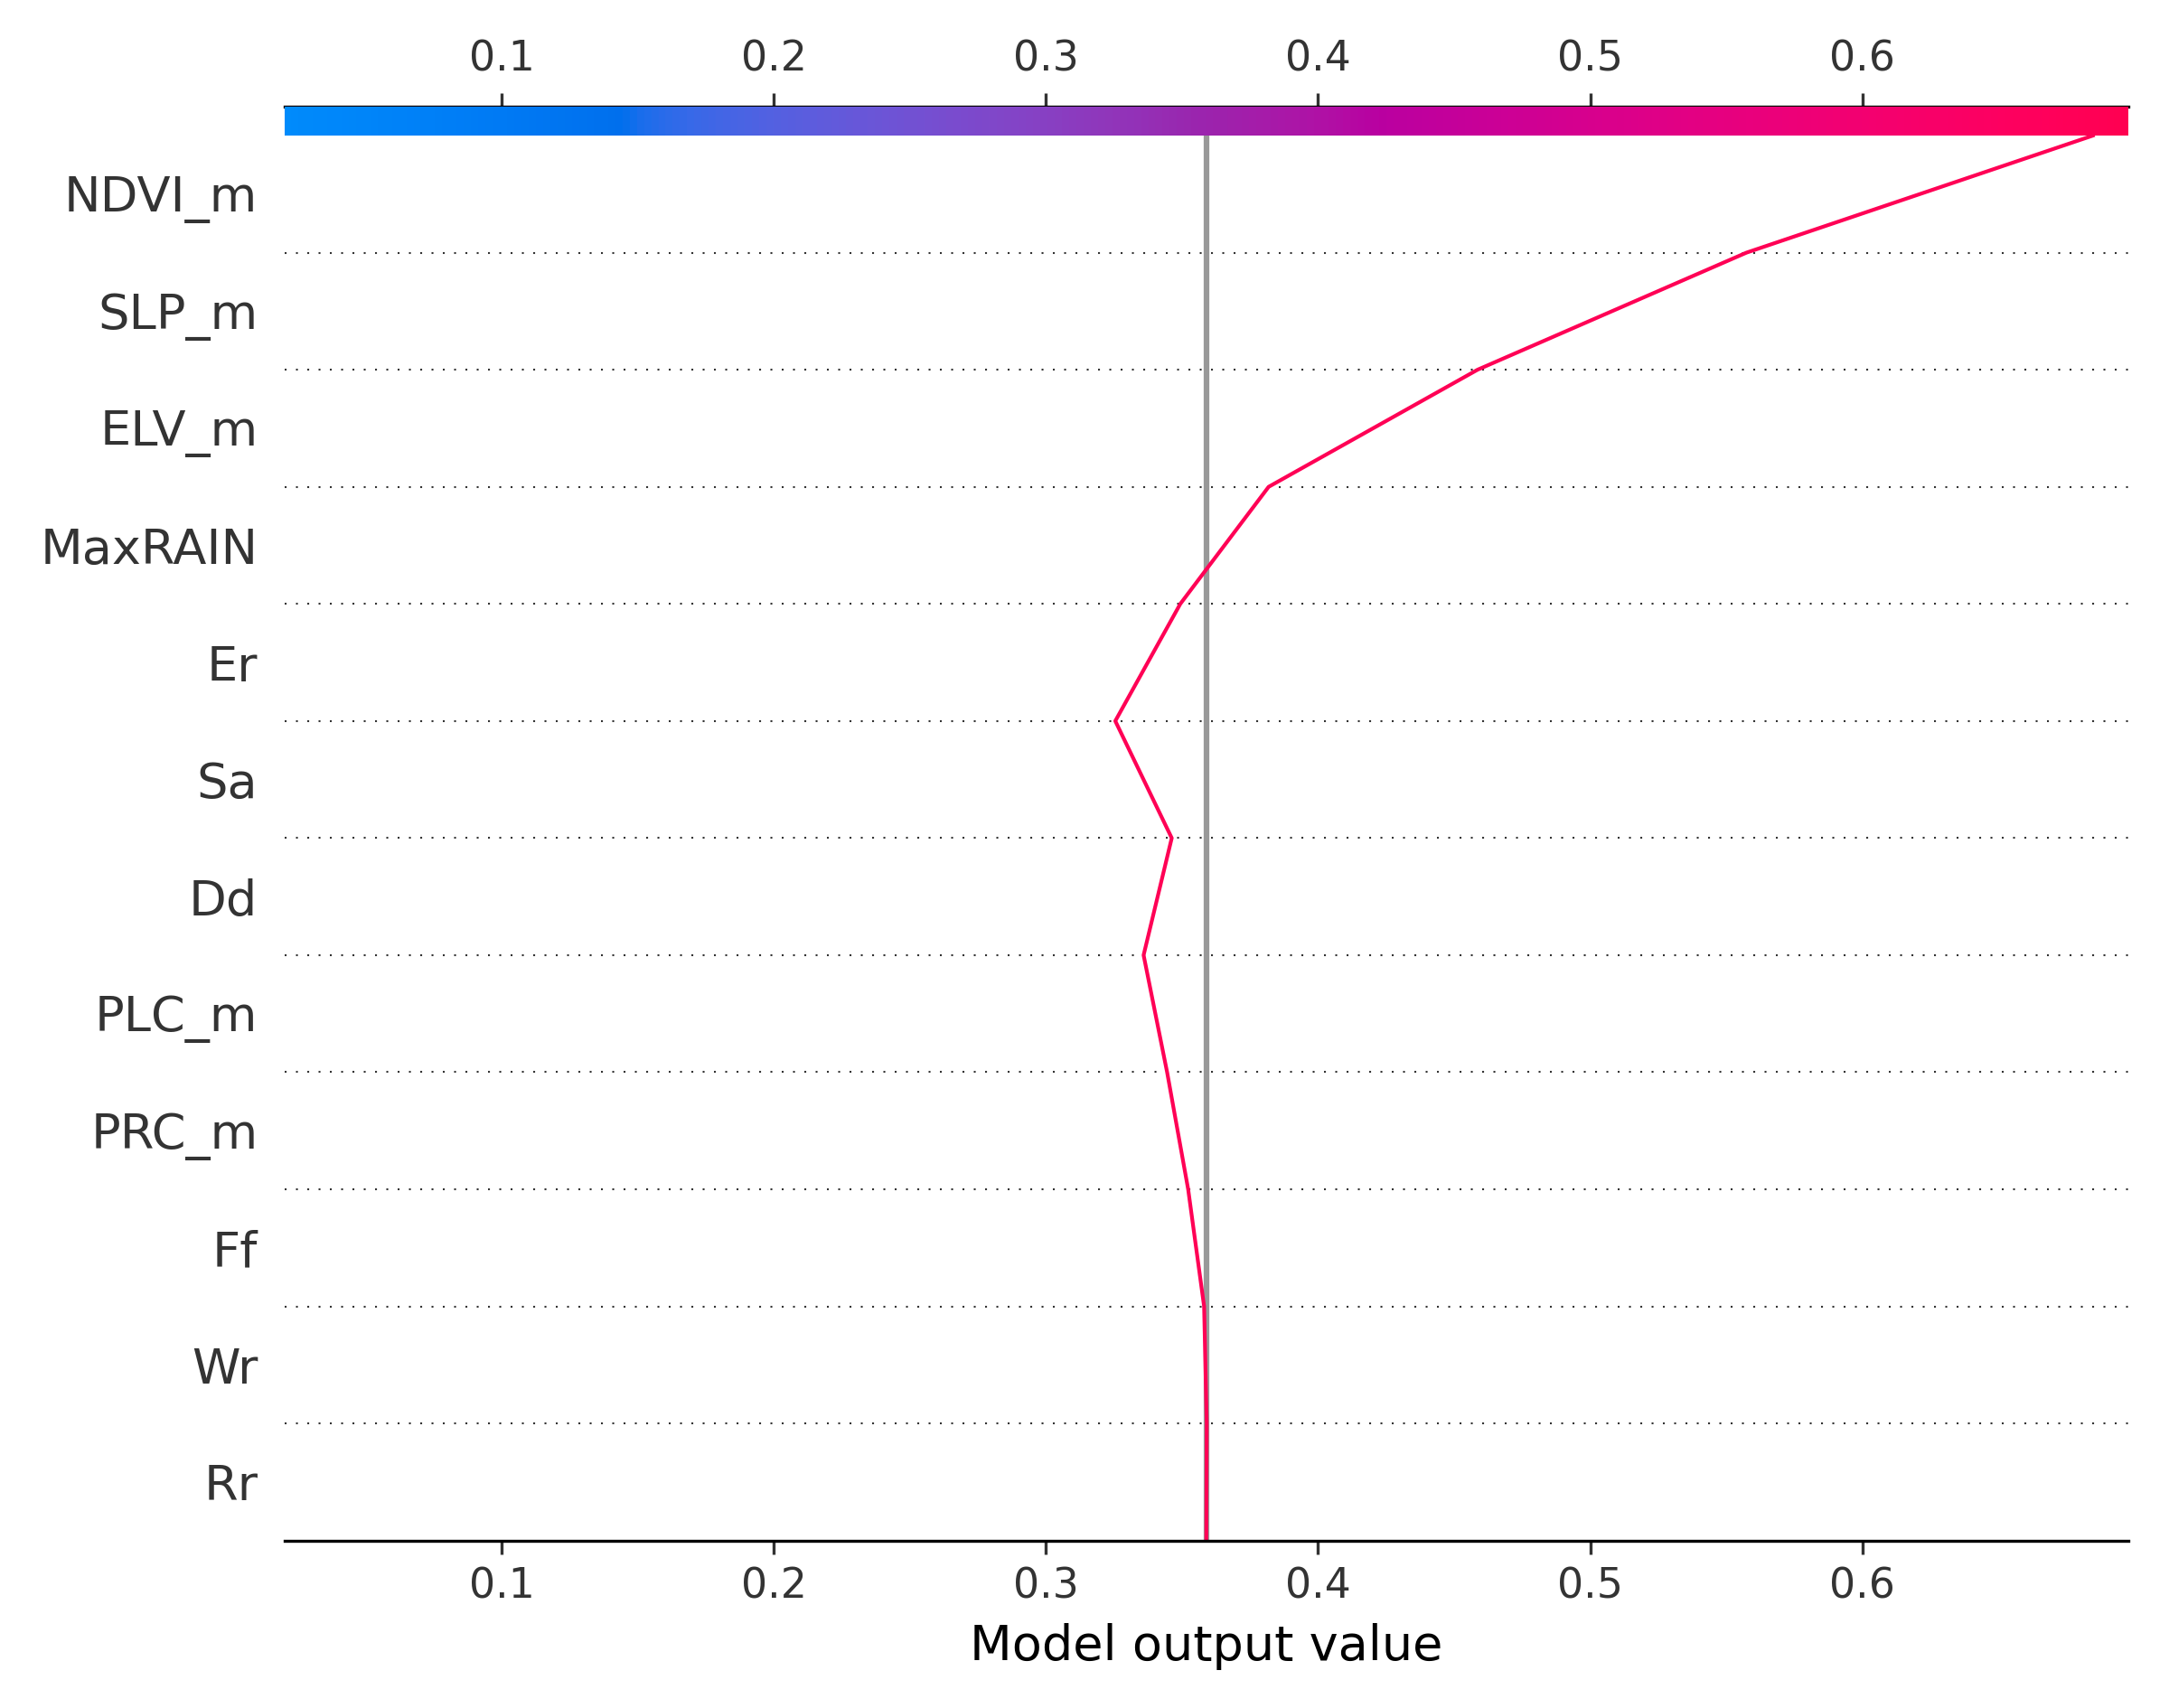 0.1 0.2 0.3 0.4 0.5 0.6
NDVI_m
SLP_m
ELV_m
MaxRAIN
Er
Sa
Dd
PLC_m
PRC_m
Ff
Wr
Rr
0.1 0.2 0.3 0.4 0.5 0.6
Model output value